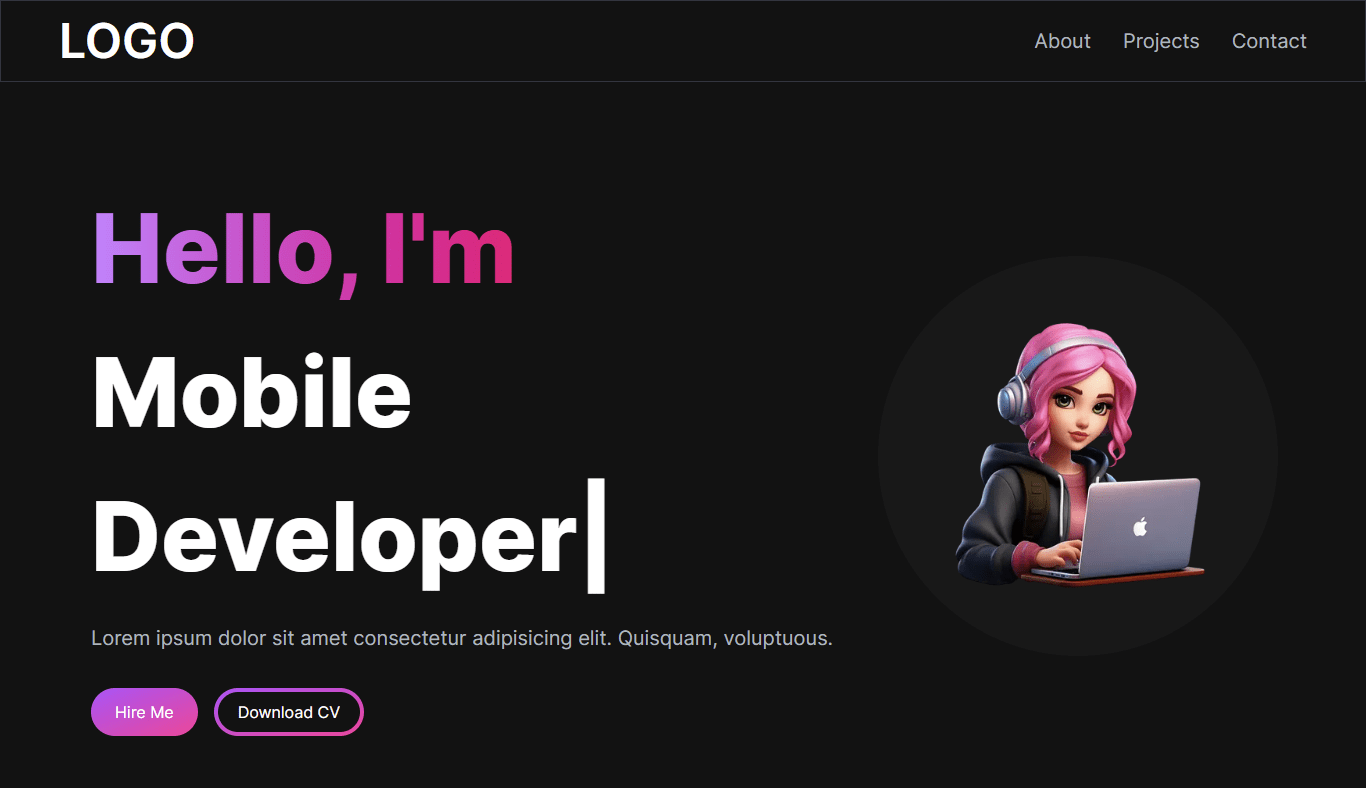 LOGO
About Projects Contact
Hello, I'm
Mobile
Developer|
Lorem ipsum dolor sit amet consectetur adipisicing elit. Quisquam, voluptuous.
Hire Me Download CV